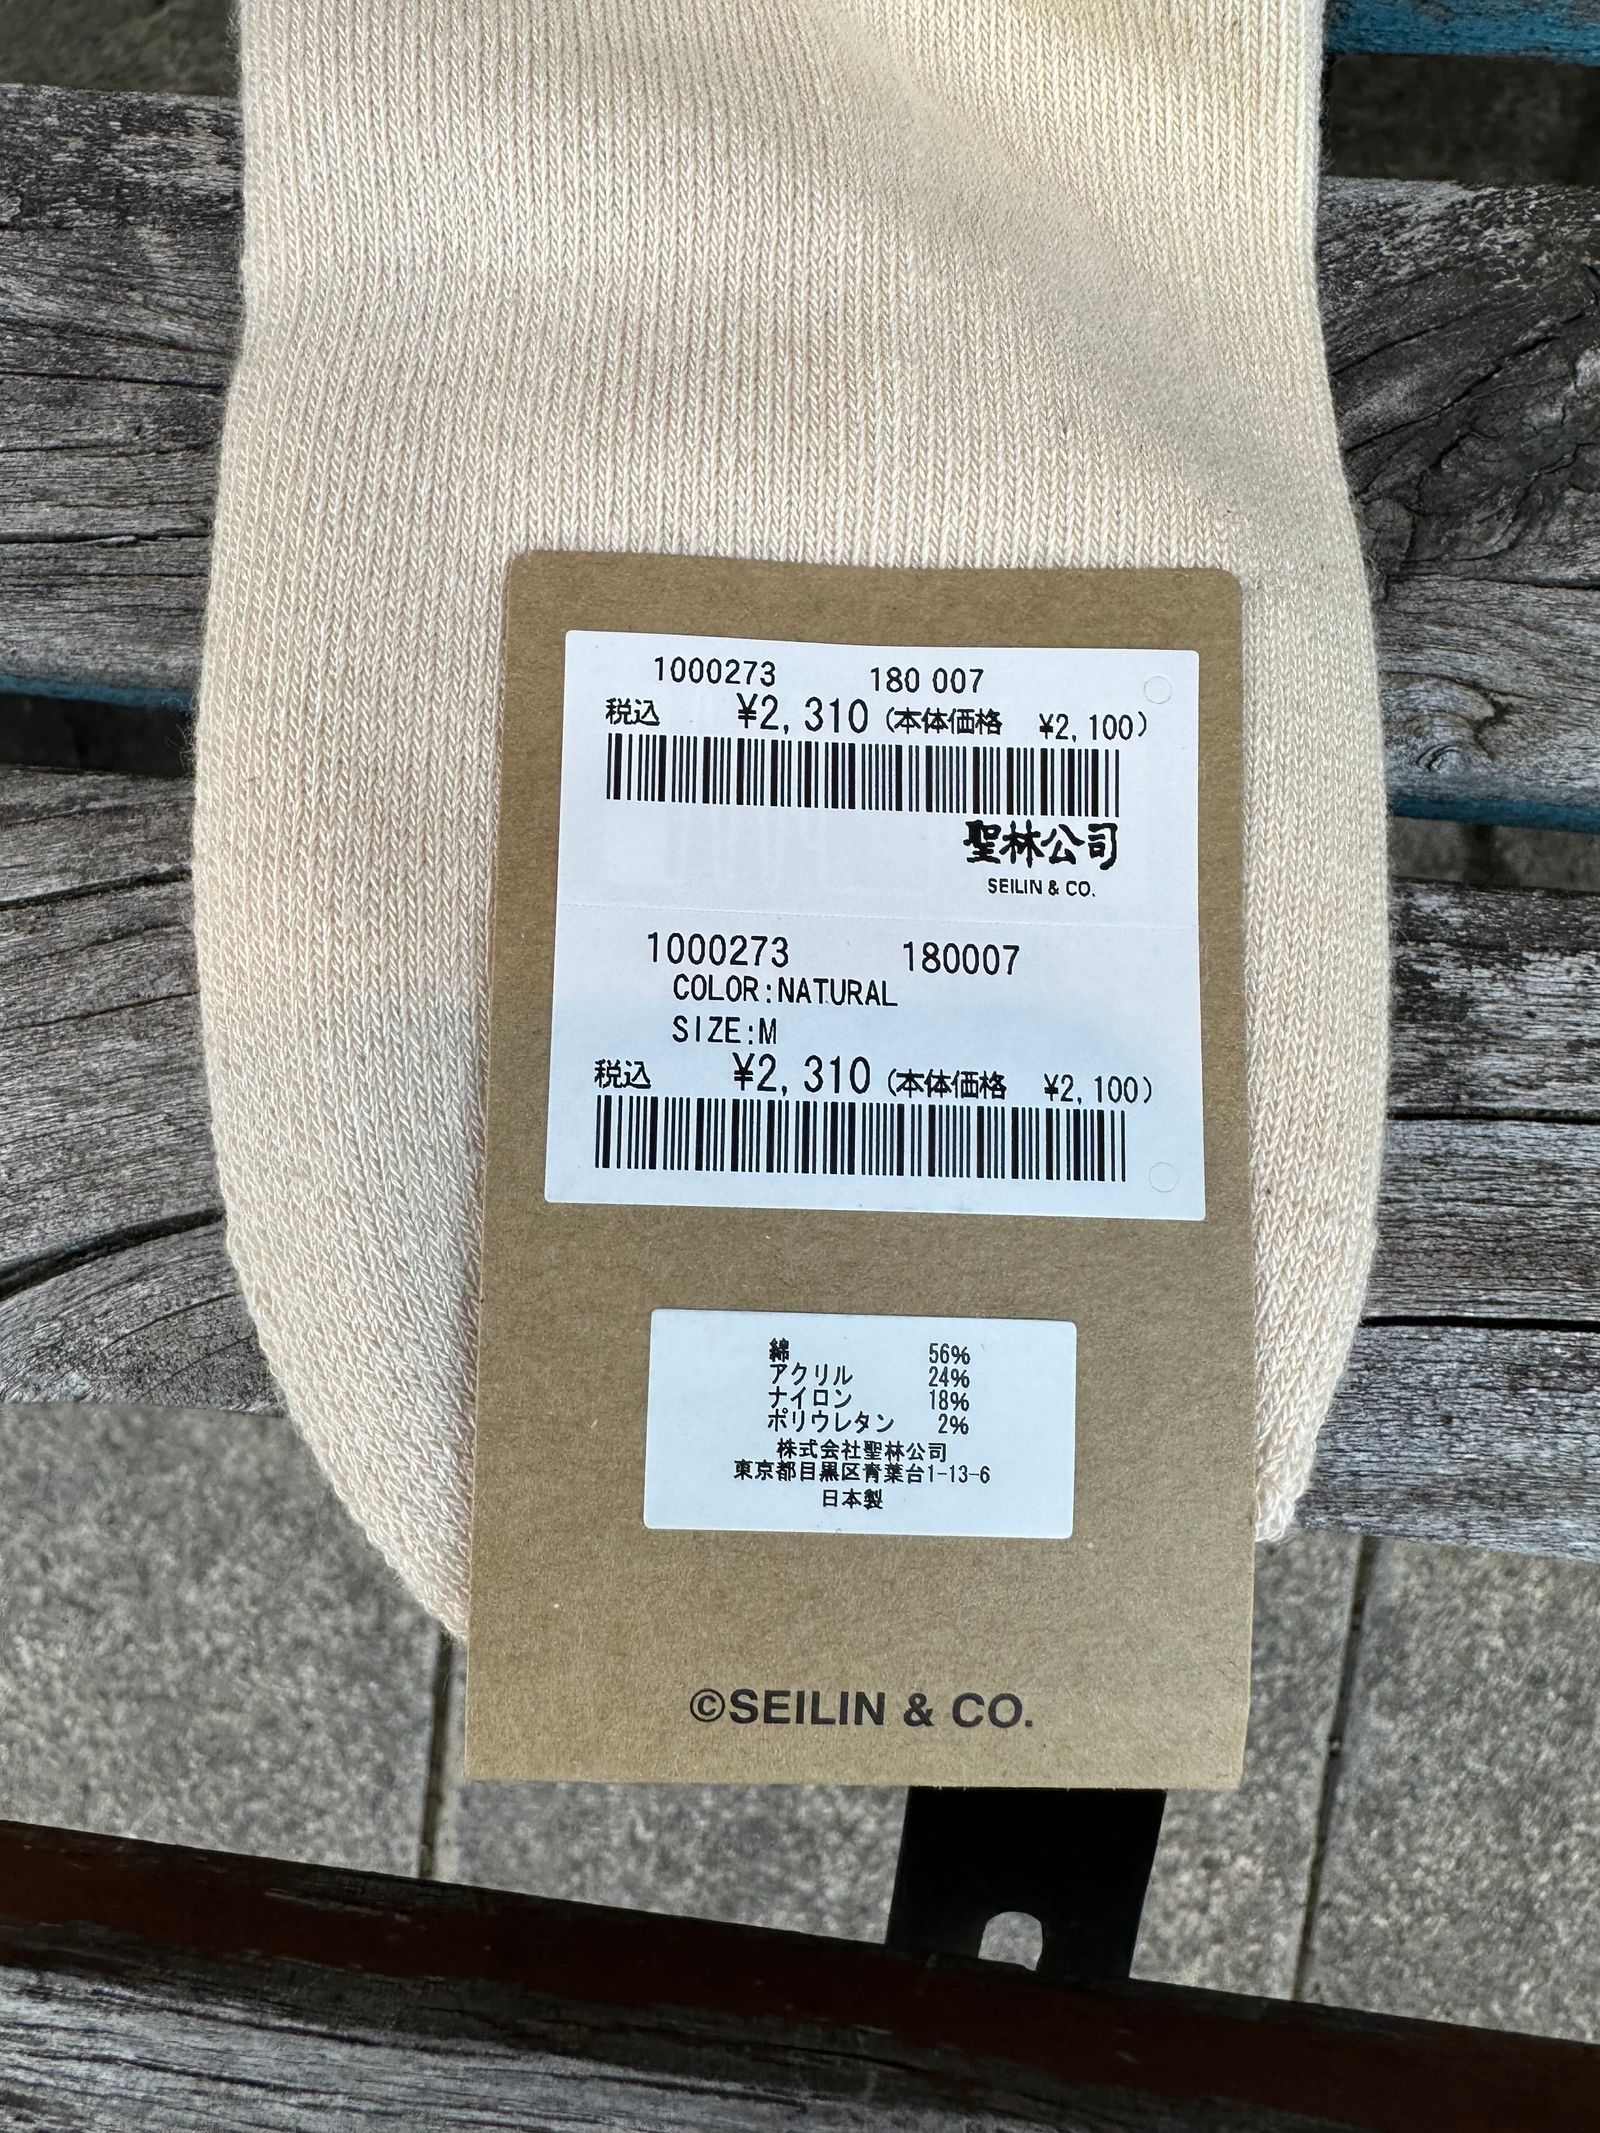 1000273 180 007
税込 ¥2,310 (本体価格 ¥2,100)
聖林公司
SEILIN & CO.
1000273 180007
COLOR:NATURAL
SIZE:M
税込 ¥2,310 (本体価格 ¥2,100)
綿 56%
アクリル 24%
ナイロン 18%
ポリウレタン 2%
株式会社聖林公司
東京都目黒区青葉台1-13-6
日本製
©SEILIN & CO.